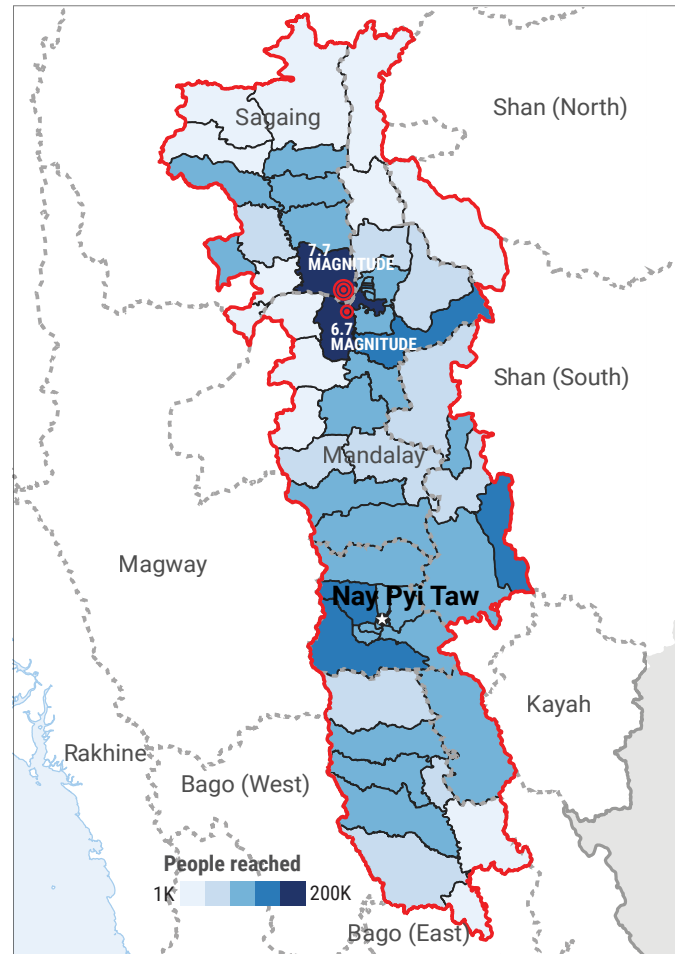 Shan (North)
Sagaing
7.7
MAGNITUDE
6.7
MAGNITUDE
Shan (South)
Mandalay
Magway
Nay Pyi Taw
Kayah
Rakhine
Bago (West)
People reached
1K 200K
Bago (East)